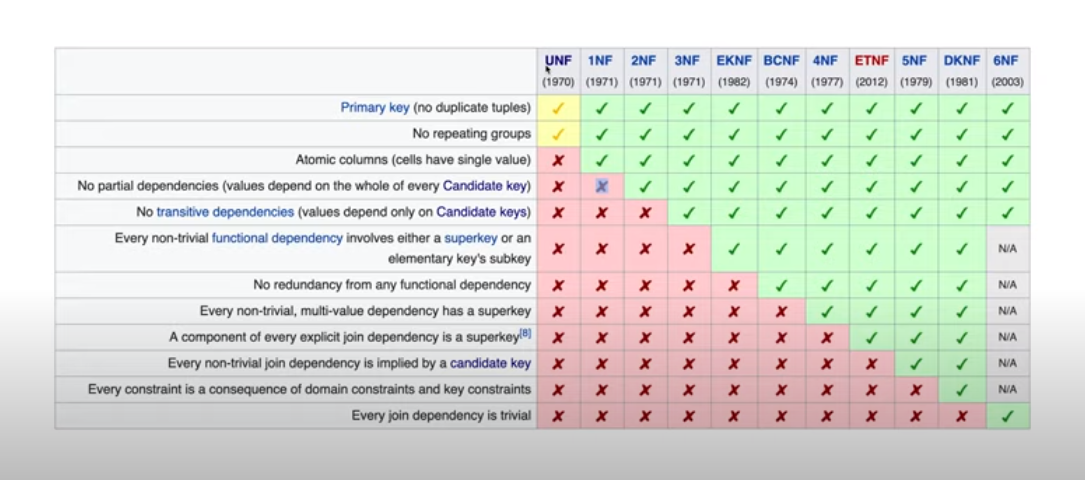 UNF 1NF 2NF 3NF EKNF BCNF 4NF ETNF 5NF DKNF 6NF
(1970) (1971) (1971) (1971) (1982) (1974) (1977) (2012) (1979) (1981) (2003)
Primary key (no duplicate tuples) ✓ ✓ ✓ ✓ ✓ ✓ ✓ ✓ ✓ ✓ ✓
No repeating groups ✓ ✓ ✓ ✓ ✓ ✓ ✓ ✓ ✓ ✓ ✓
Atomic columns (cells have single value) ✗ ✓ ✓ ✓ ✓ ✓ ✓ ✓ ✓ ✓ ✓
No partial dependencies (values depend on the whole of every Candidate key) ✗ ✗ ✓ ✓ ✓ ✓ ✓ ✓ ✓ ✓ ✓
No transitive dependencies (values depend only on Candidate keys) ✗ ✗ ✗ ✓ ✓ ✓ ✓ ✓ ✓ ✓ ✓
Every non-trivial functional dependency involves either a superkey or an
elementary key's subkey ✗ ✗ ✗ ✗ ✓ ✓ ✓ ✓ ✓ ✓ N/A
No redundancy from any functional dependency ✗ ✗ ✗ ✗ ✗ ✓ ✓ ✓ ✓ ✓ N/A
Every non-trivial, multi-value dependency has a superkey ✗ ✗ ✗ ✗ ✗ ✗ ✓ ✓ ✓ ✓ N/A
A component of every explicit join dependency is a superkey[8] ✗ ✗ ✗ ✗ ✗ ✗ ✗ ✓ ✓ ✓ N/A
Every non-trivial join dependency is implied by a candidate key ✗ ✗ ✗ ✗ ✗ ✗ ✗ ✗ ✓ ✓ N/A
Every constraint is a consequence of domain constraints and key constraints ✗ ✗ ✗ ✗ ✗ ✗ ✗ ✗ ✗ ✓ N/A
Every join dependency is trivial ✗ ✗ ✗ ✗ ✗ ✗ ✗ ✗ ✗ ✗ ✓